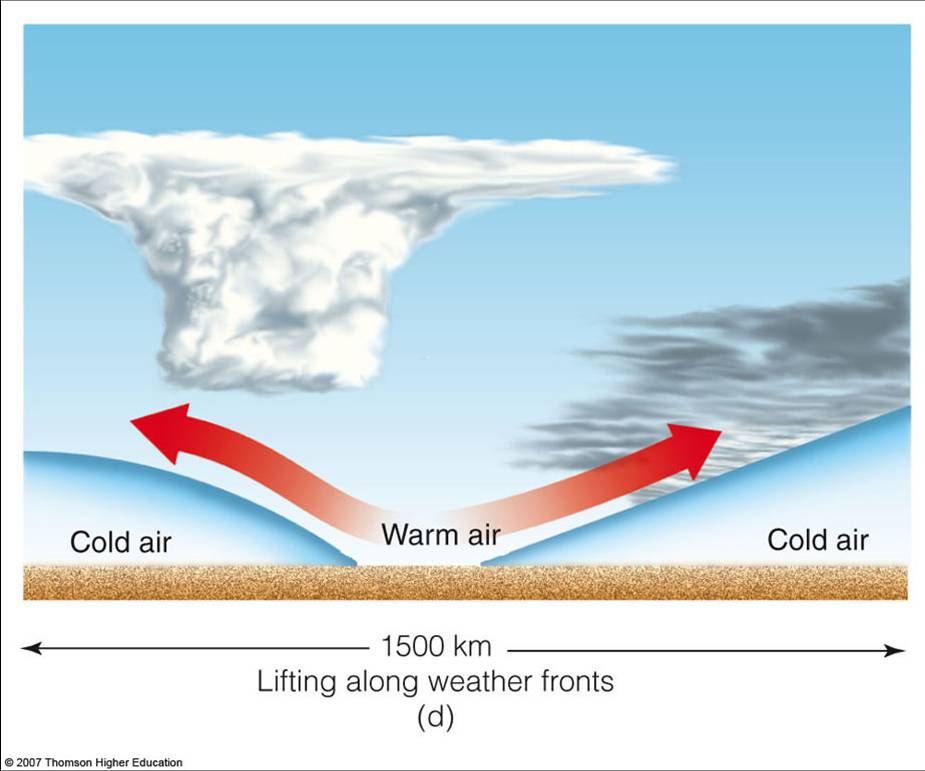 Cold air
Warm air
Cold air
1500 km
Lifting along weather fronts
(d)
© 2007 Thomson Higher Education